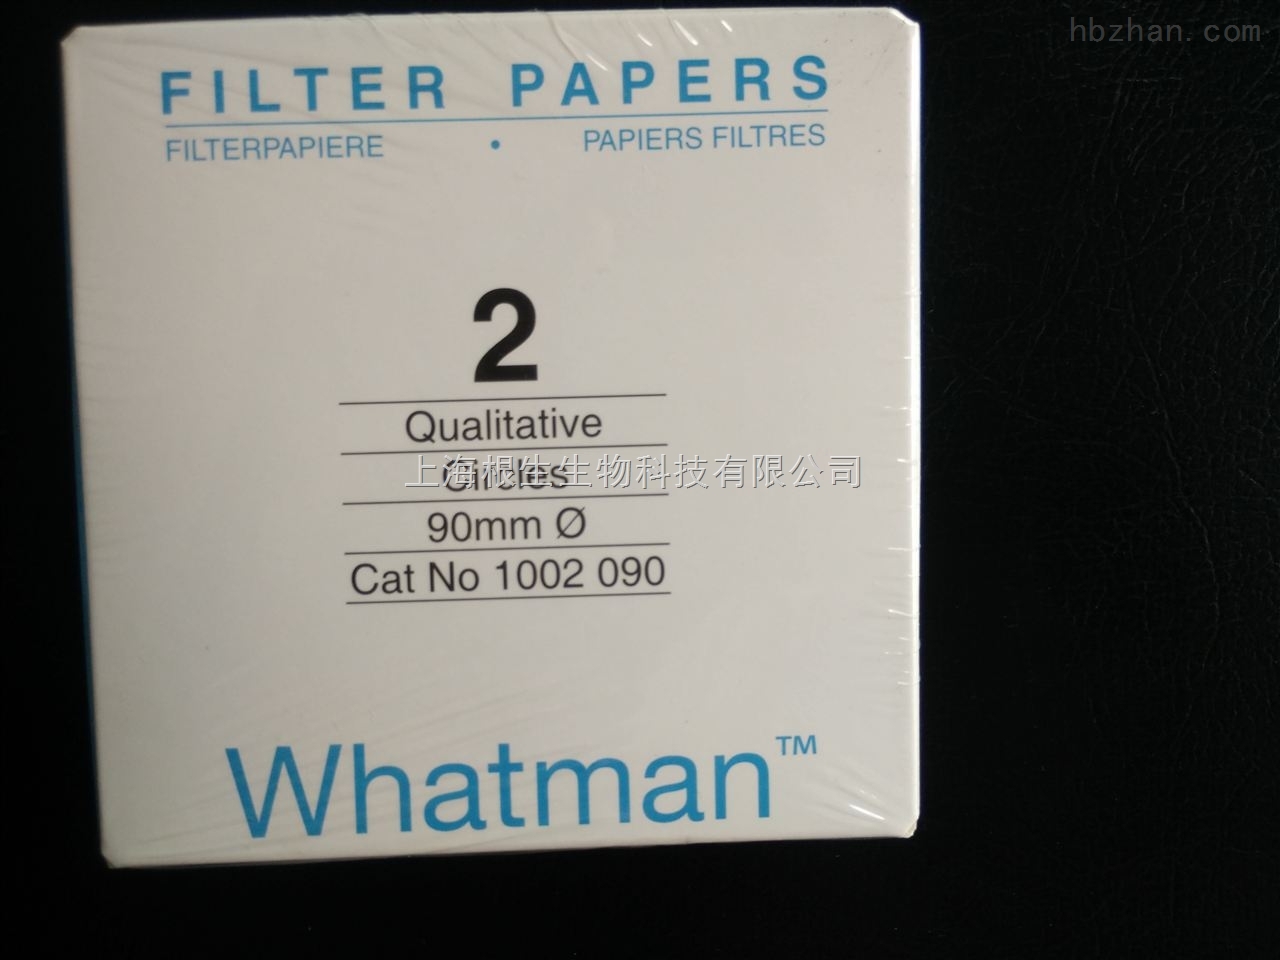 hbzhan.com
FILTER PAPERS
FILTERPAPIERE • PAPIERS FILTRES
2
Qualitative
Circles
上海根生生物科技有限公司
90mm Ø
Cat No 1002 090
Whatman™